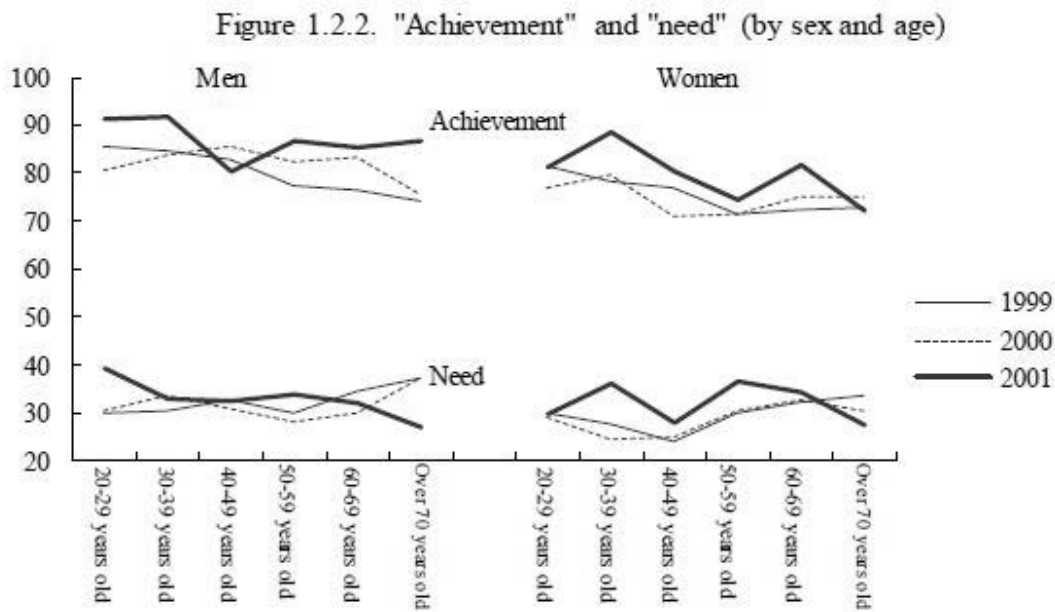 Figure 1.2.2. "Achievement" and "need" (by sex and age)
100
90
80
70
60
50
40
30
20
Men
Women
Achievement
Need
1999
2000
2001
20-29 years old
30-39 years old
40-49 years old
50-59 years old
60-69 years old
Over 70 years old
20-29 years old
30-39 years old
40-49 years old
50-59 years old
60-69 years old
Over 70 years old